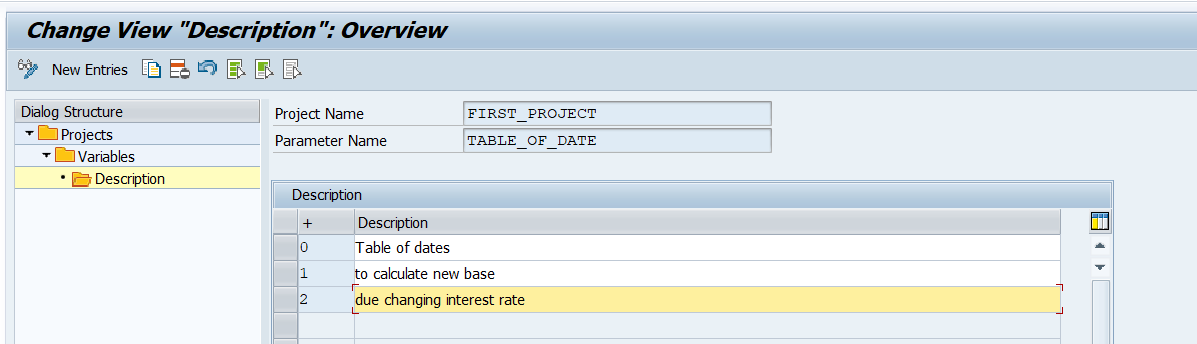 Change View "Description": Overview
New Entries
Dialog Structure
Projects
Variables
Description
Project Name FIRST_PROJECT
Parameter Name TABLE_OF_DATE
Description
+ Description
0 Table of dates
1 to calculate new base
2 due changing interest rate